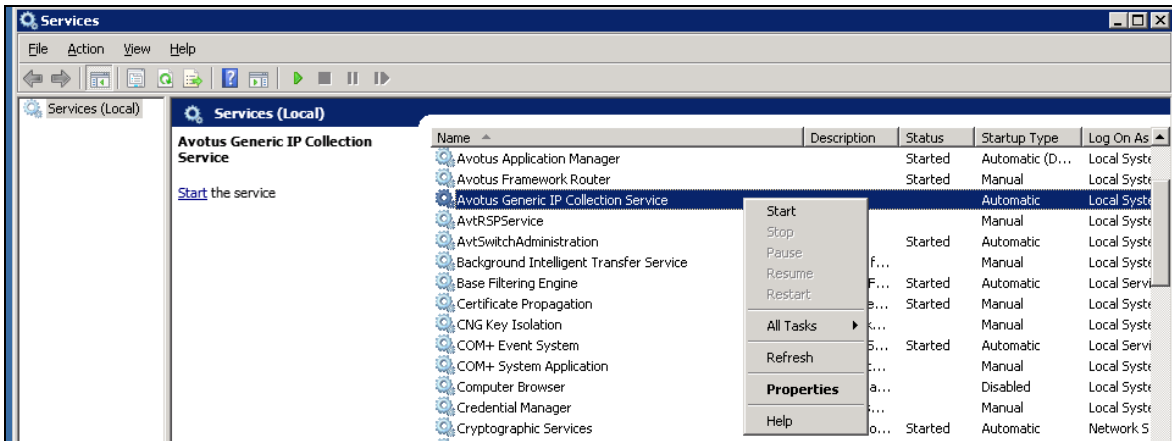 Services
File Action View Help
Services (Local)
Services (Local)
Avotus Generic IP Collection
Service
Start the service
Name Description Status Startup Type Log On As
Avotus Application Manager Started Automatic (D... Local Syste
Avotus Framework Router Started Manual Local Syste
Avotus Generic IP Collection Service Automatic Local Syste
AvtRSPService Manual Local Syste
AvtSwitchAdministration Started Automatic Local Syste
Background Intelligent Transfer Service f... Manual Local Syste
Base Filtering Engine F... Started Automatic Local Servi
Certificate Propagation e... Started Manual Local Syste
CNG Key Isolation k... Manual Local Syste
COM+ Event System S... Started Automatic Local Servi
COM+ System Application t... Manual Local Syste
Computer Browser a... Disabled Local Syste
Credential Manager s... Manual Local Syste
Cryptographic Services o... Started Automatic Network S
Start
Stop
Pause
Resume
Restart
All Tasks
Refresh
Properties
Help